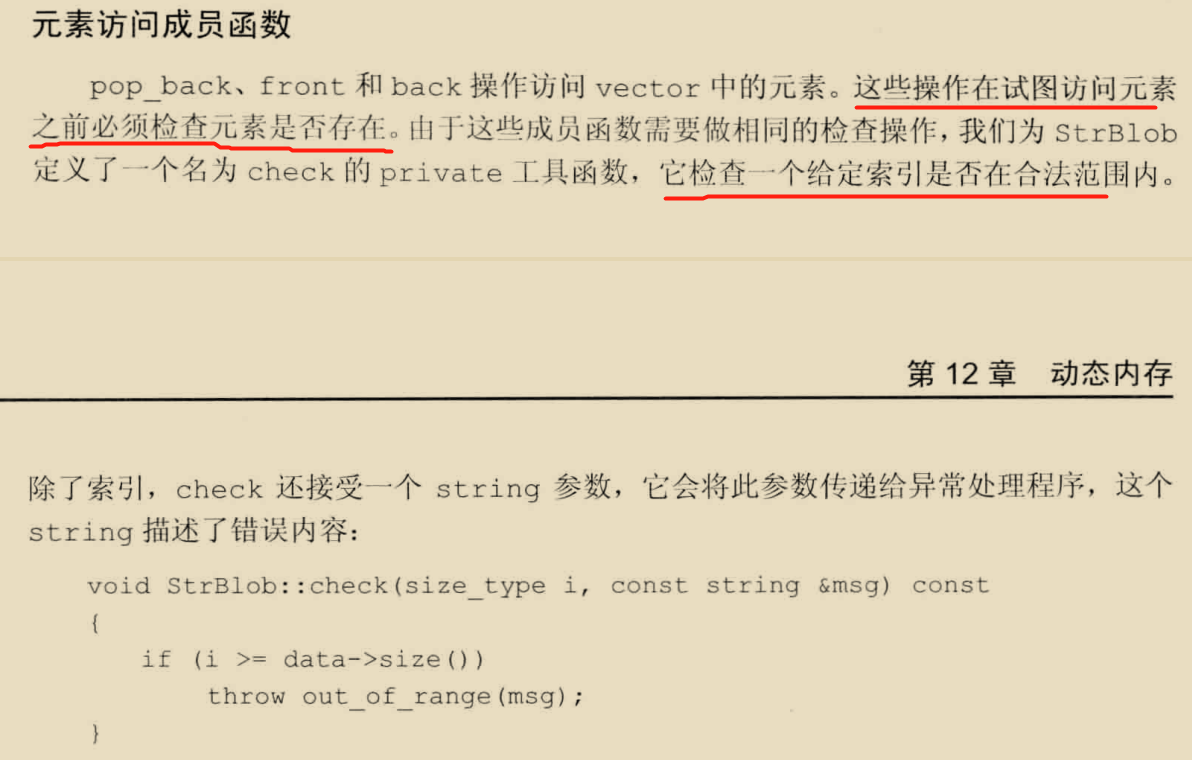 元素访问成员函数
pop_back、front 和 back 操作访问 vector 中的元素。这些操作在试图访问元素
之前必须检查元素是否存在。由于这些成员函数需要做相同的检查操作，我们为 StrBlob
定义了一个名为 check 的 private 工具函数，它检查一个给定索引是否在合法范围内。
第 12 章 动态内存
除了索引，check 还接受一个 string 参数，它会将此参数传递给异常处理程序，这个
string 描述了错误内容：
void StrBlob::check(size_type i, const string &msg) const
{
if (i >= data->size())
throw out_of_range(msg);
}